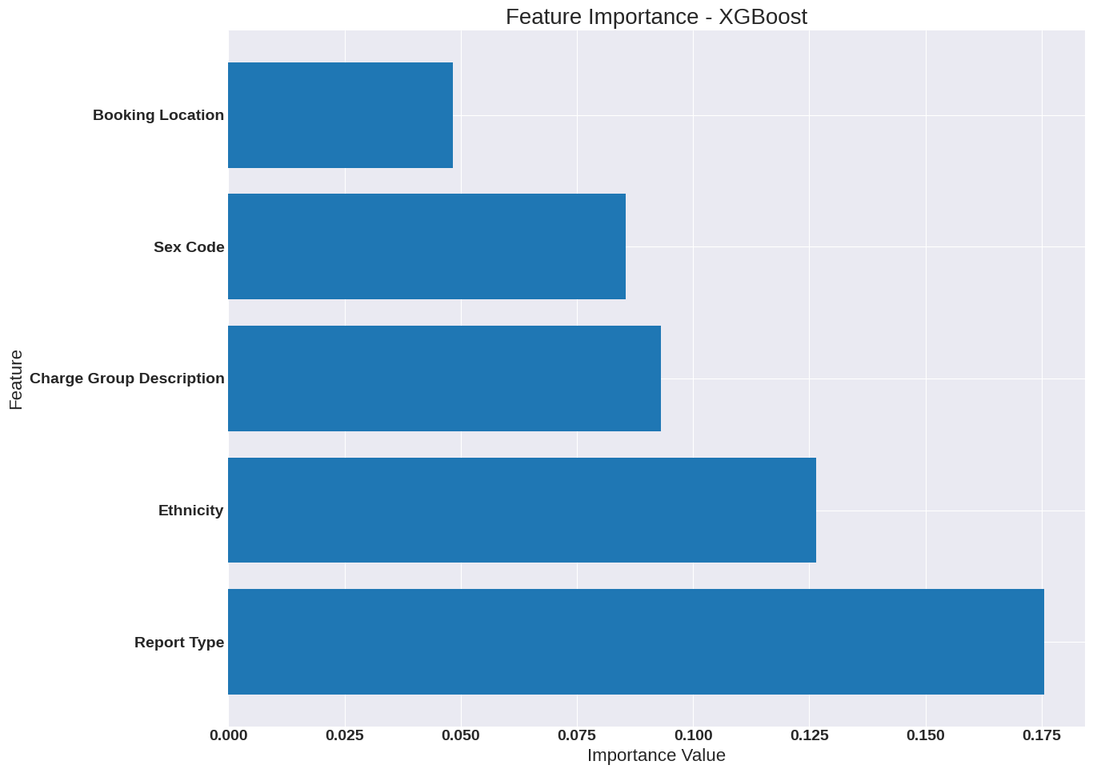 Feature Importance - XGBoost
Booking Location
Sex Code
Charge Group Description
Ethnicity
Report Type
Feature
0.000 0.025 0.050 0.075 0.100 0.125 0.150 0.175
Importance Value